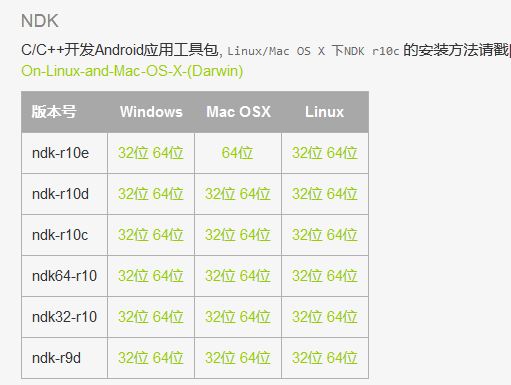 NDK
C/C++开发Android应用工具包, Linux/Mac OS X 下NDK r10c 的安装方法请戳
On-Linux-and-Mac-OS-X-(Darwin)
版本号 Windows Mac OSX Linux
ndk-r10e 32位 64位 64位 32位 64位
ndk-r10d 32位 64位 32位 64位 32位 64位
ndk-r10c 32位 64位 32位 64位 32位 64位
ndk64-r10 32位 64位 32位 64位 32位 64位
ndk32-r10 32位 64位 32位 64位 32位 64位
ndk-r9d 32位 64位 32位 64位 32位 64位